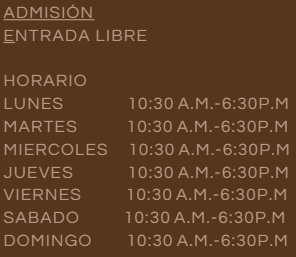 ADMISIÓN
ENTRADA LIBRE
HORARIO
LUNES 10:30 A.M.-6:30P.M
MARTES 10:30 A.M.-6:30P.M
MIERCOLES 10:30 A.M.-6:30P.M
JUEVES 10:30 A.M.-6:30P.M
VIERNES 10:30 A.M.-6:30P.M
SABADO 10:30 A.M.-6:30P.M
DOMINGO 10:30 A.M.-6:30P.M